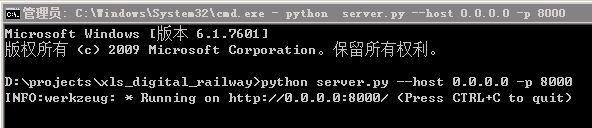 管理员: C:\Windows\System32\cmd.exe - python  server.py --host 0.0.0.0 -p 8000
Microsoft Windows [版本 6.1.7601]
版权所有 (c) 2009 Microsoft Corporation。保留所有权利。
D:\projects\xls_digital_railway>python server.py --host 0.0.0.0 -p 8000
INFO:werkzeug: * Running on http://0.0.0.0:8000/ (Press CTRL+C to quit)